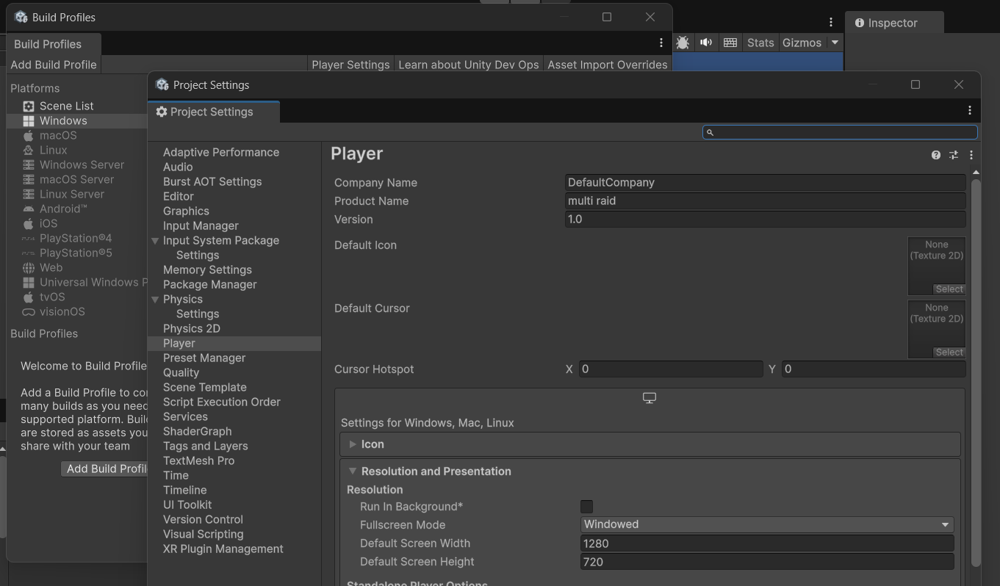 Build Profiles
Inspector
Build Profiles
Stats
Gizmos
Add Build Profile
Player Settings
Learn about Unity Dev Ops
Asset Import Overrides
Platforms
Scene List
Windows
macOS
Linux
Windows Server
macOS Server
Linux Server
Android™
iOS
PlayStation®4
PlayStation®5
Web
Universal Windows P
tvOS
visionOS
Build Profiles
Welcome to Build Profile
Add a Build Profile to co
many builds as you need
supported platform. Buil
are stored as assets you
share with your team
Add Build Profil
Project Settings
Project Settings
Adaptive Performance
Audio
Burst AOT Settings
Editor
Graphics
Input Manager
Input System Package
Settings
Memory Settings
Package Manager
Physics
Settings
Physics 2D
Player
Preset Manager
Quality
Scene Template
Script Execution Order
Services
ShaderGraph
Tags and Layers
TextMesh Pro
Time
Timeline
UI Toolkit
Version Control
Visual Scripting
XR Plugin Management
Player
Company Name DefaultCompany
Product Name multi raid
Version 1.0
Default Icon
None
(Texture 2D)
Select
Default Cursor
None
(Texture 2D)
Select
Cursor Hotspot X 0 Y 0
Settings for Windows, Mac, Linux
Icon
Resolution and Presentation
Resolution
Run In Background*
Fullscreen Mode Windowed
Default Screen Width 1280
Default Screen Height 720
Standalone Player Options